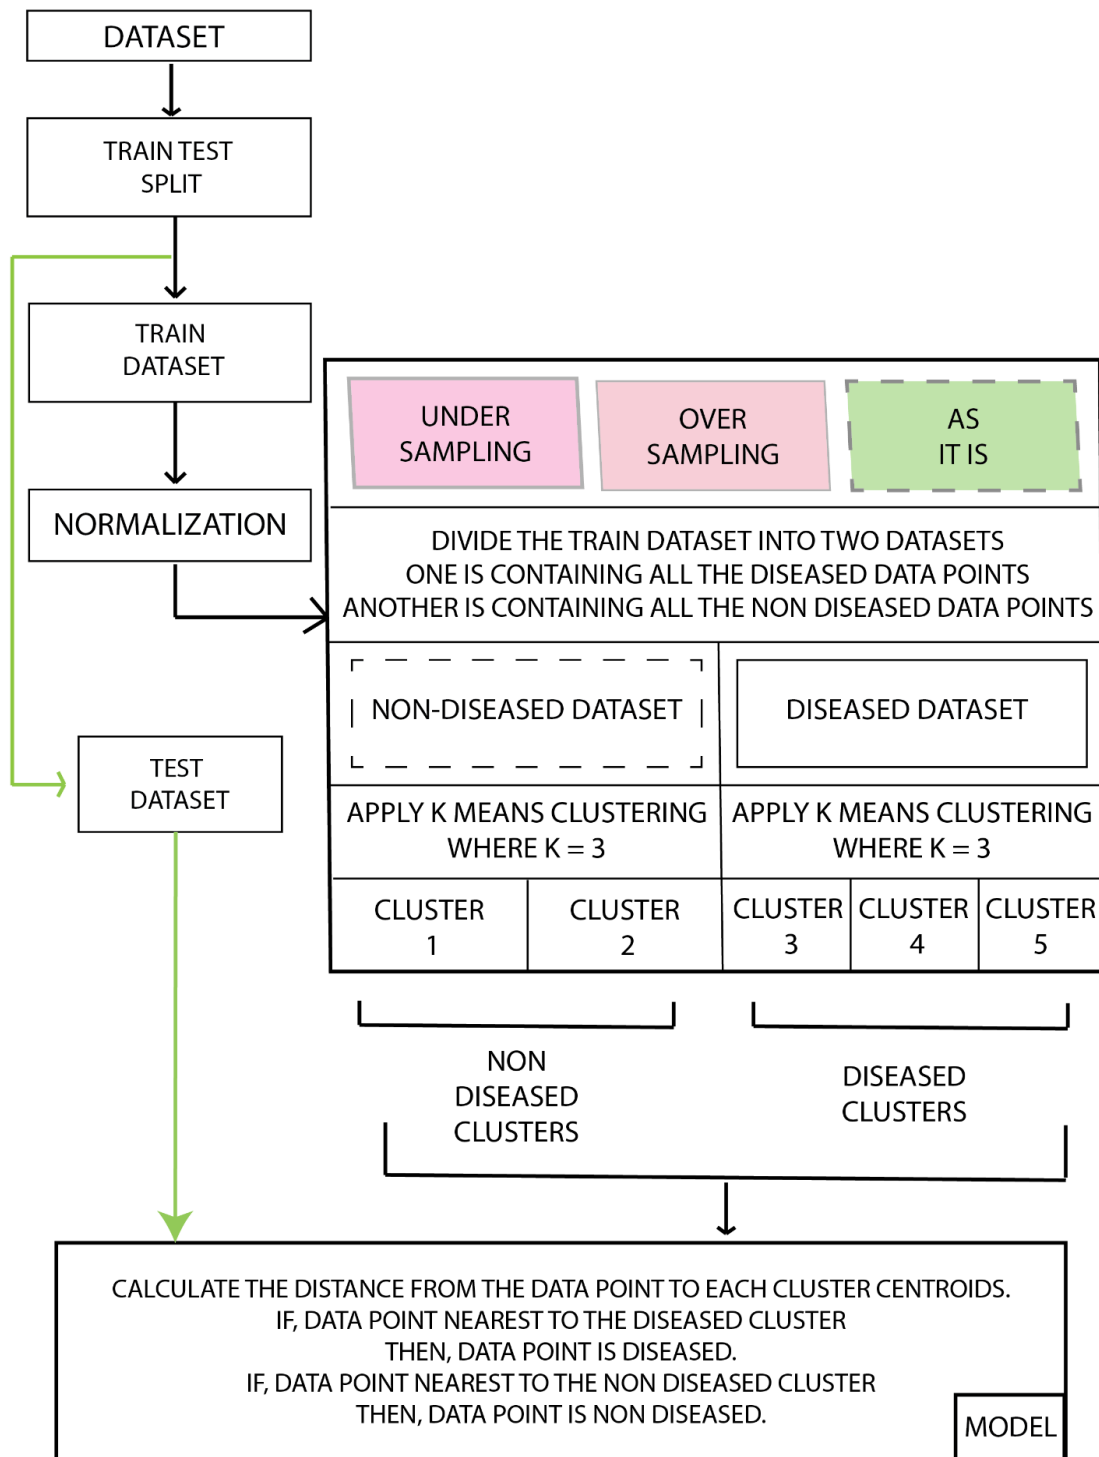 DATASET
TRAIN TEST
SPLIT
TRAIN
DATASET
NORMALIZATION
UNDER
SAMPLING
OVER
SAMPLING
AS
IT IS
DIVIDE THE TRAIN DATASET INTO TWO DATASETS
ONE IS CONTAINING ALL THE DISEASED DATA POINTS
ANOTHER IS CONTAINING ALL THE NON DISEASED DATA POINTS
NON-DISEASED DATASET
DISEASED DATASET
TEST
DATASET
APPLY K MEANS CLUSTERING
WHERE K = 3
APPLY K MEANS CLUSTERING
WHERE K = 3
CLUSTER
1
CLUSTER
2
CLUSTER
3
CLUSTER
4
CLUSTER
5
NON
DISEASED
CLUSTERS
DISEASED
CLUSTERS
CALCULATE THE DISTANCE FROM THE DATA POINT TO EACH CLUSTER CENTROIDS.
IF, DATA POINT NEAREST TO THE DISEASED CLUSTER
THEN, DATA POINT IS DISEASED.
IF, DATA POINT NEAREST TO THE NON DISEASED CLUSTER
THEN, DATA POINT IS NON DISEASED.
MODEL